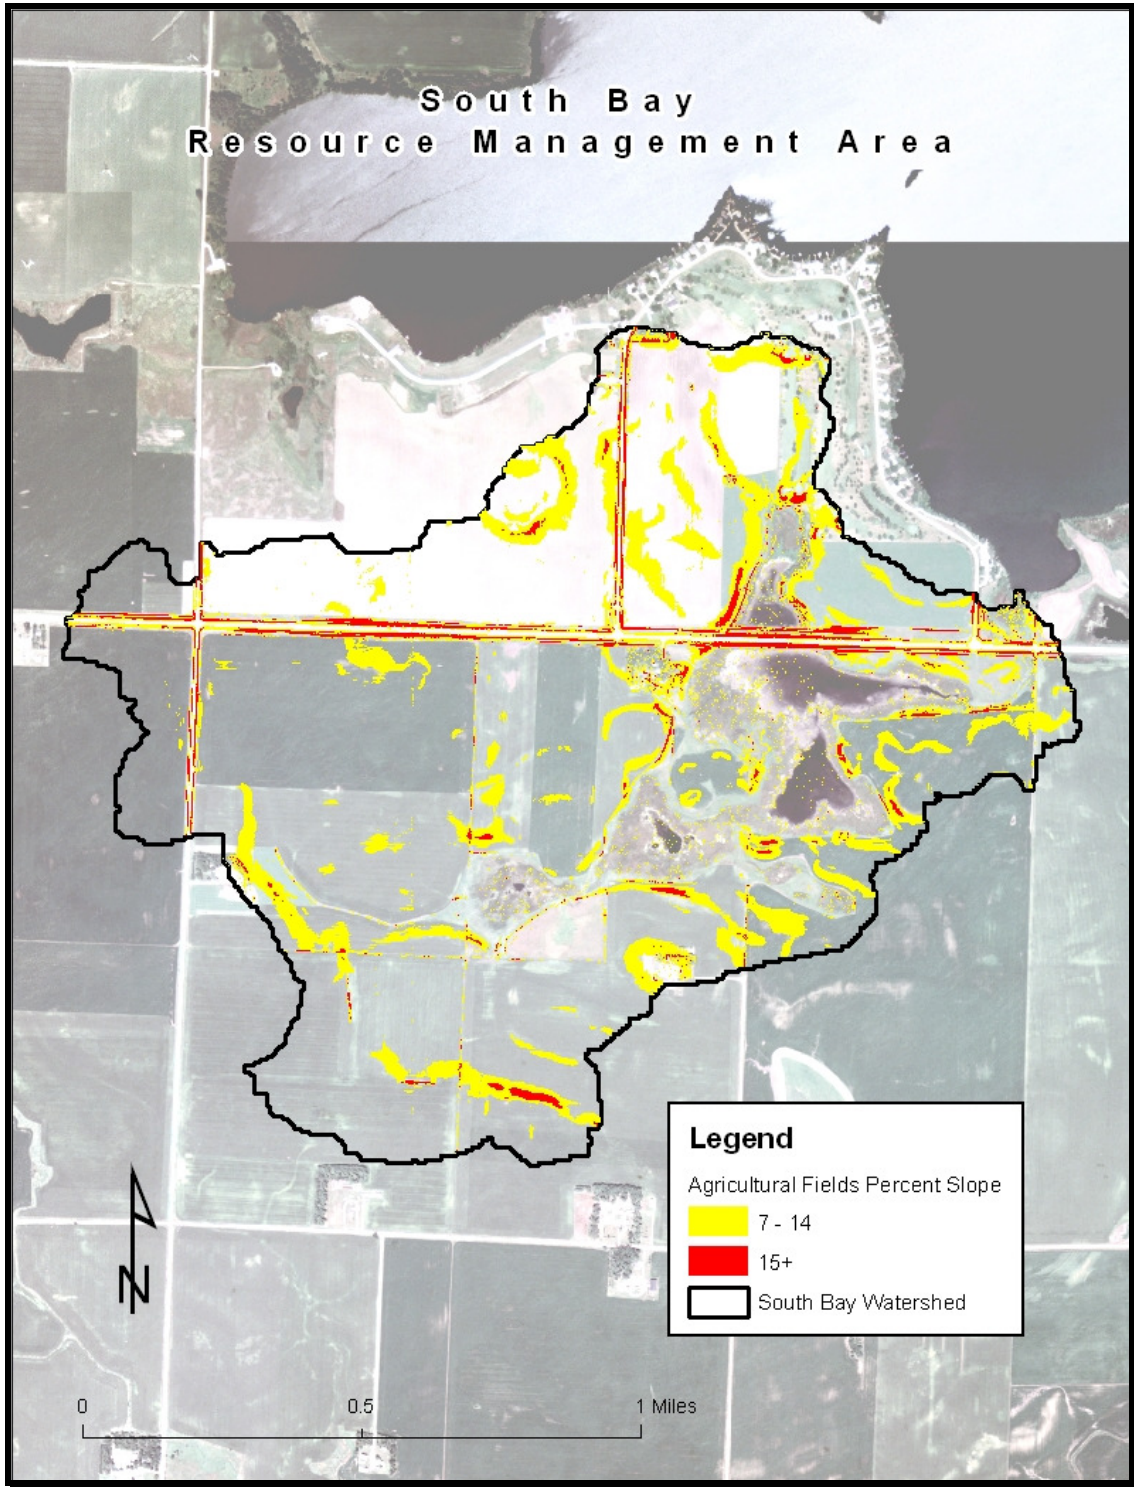 South Bay
Resource Management Area
Legend
Agricultural Fields Percent Slope
7 - 14
15+
South Bay Watershed
N
0 0.5 1 Miles